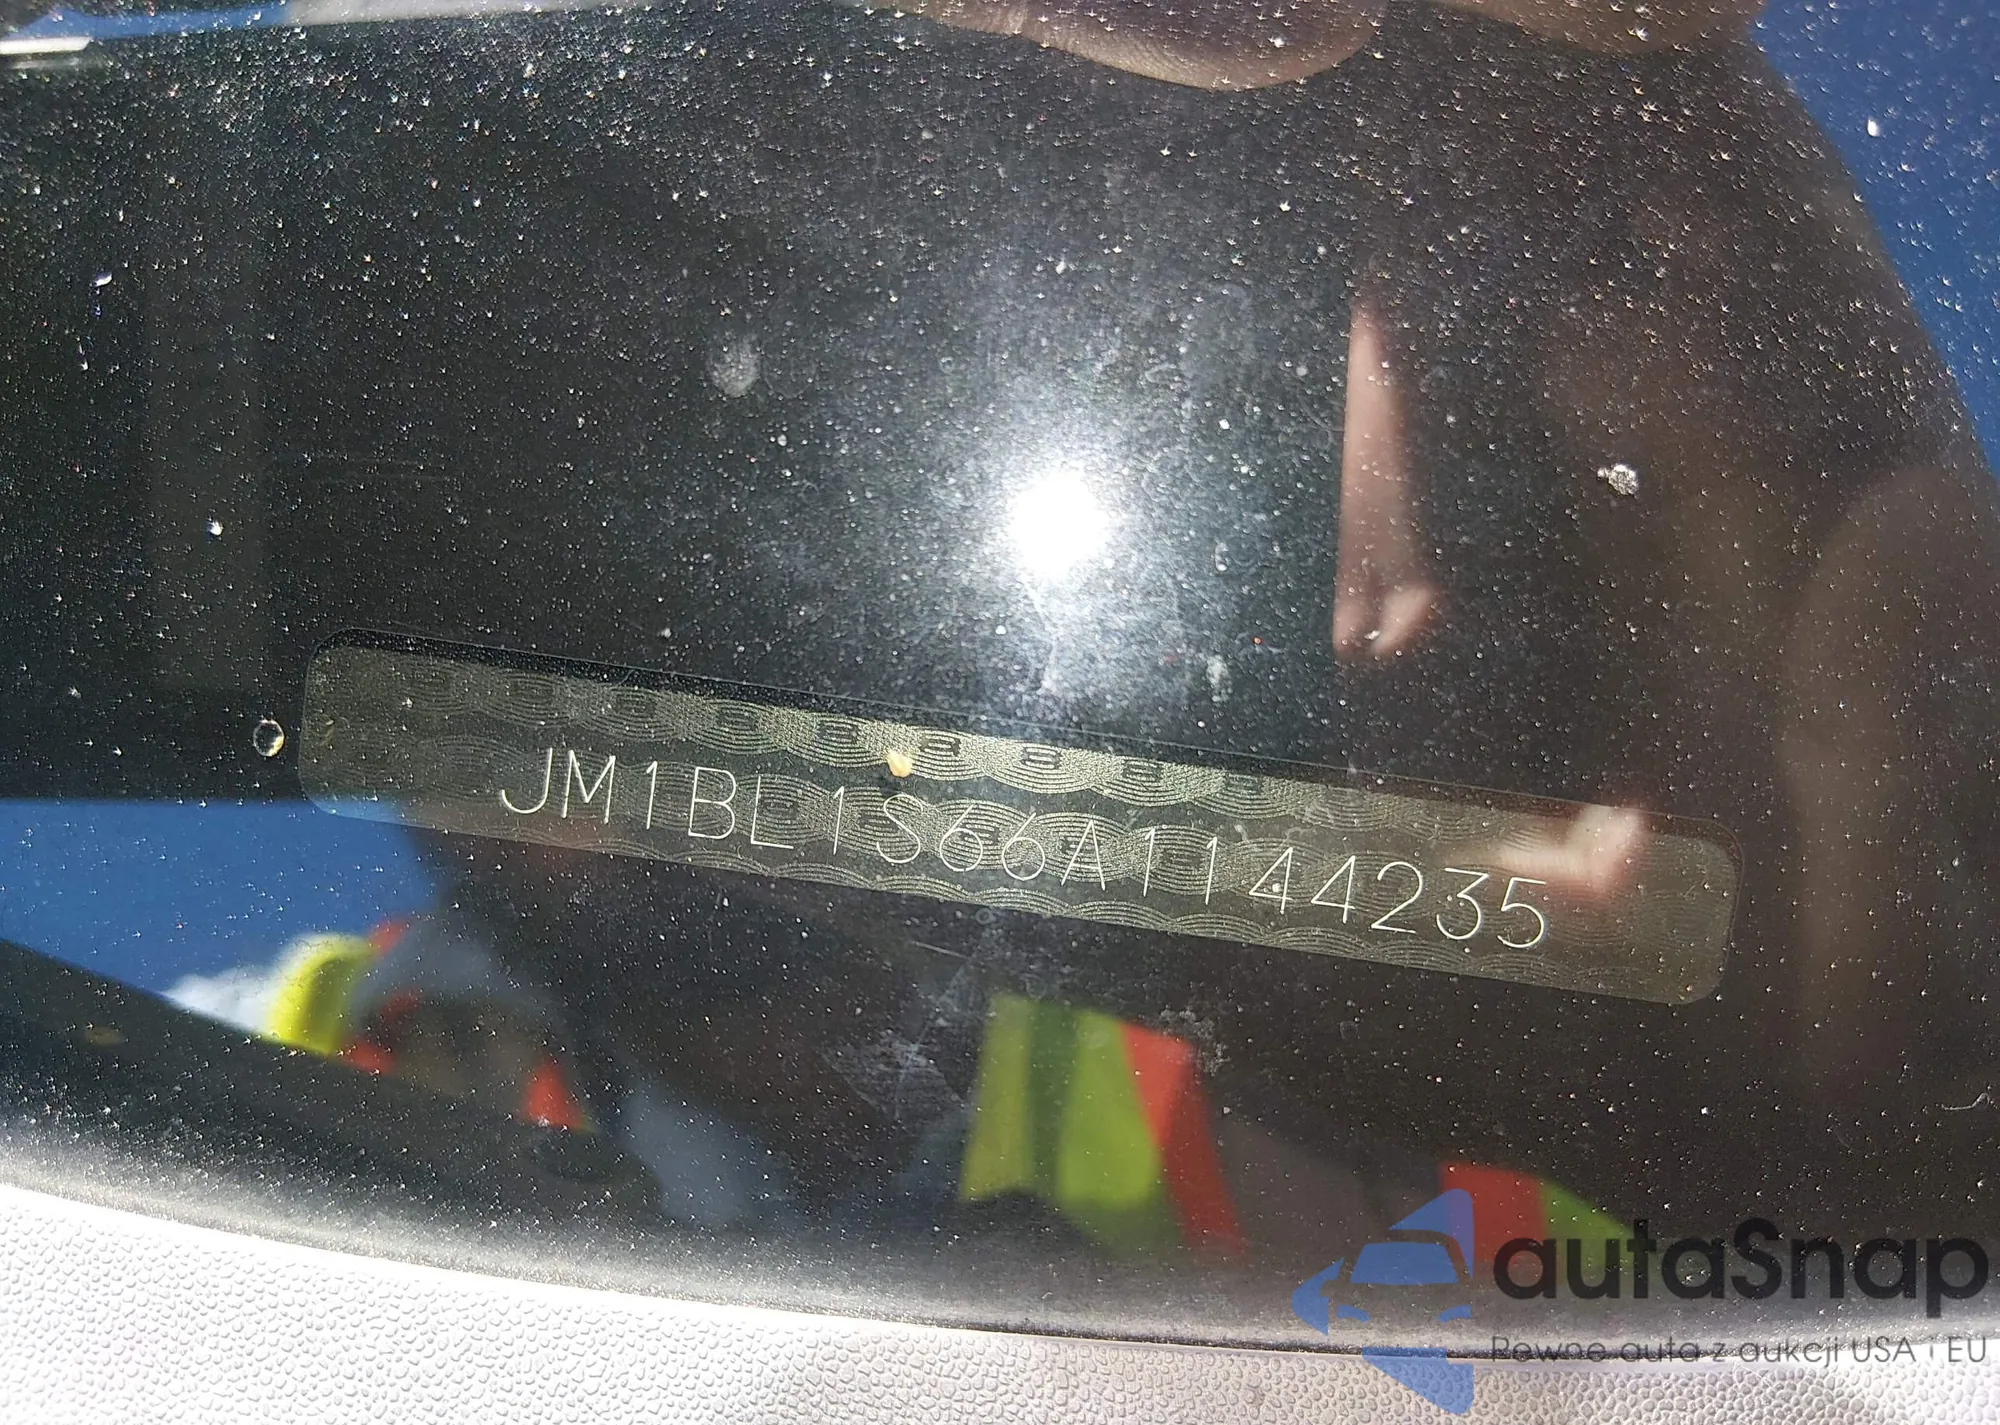 JM1BL1S66A1144235
autaSnap
Pewne auta z aukcji USA i EU